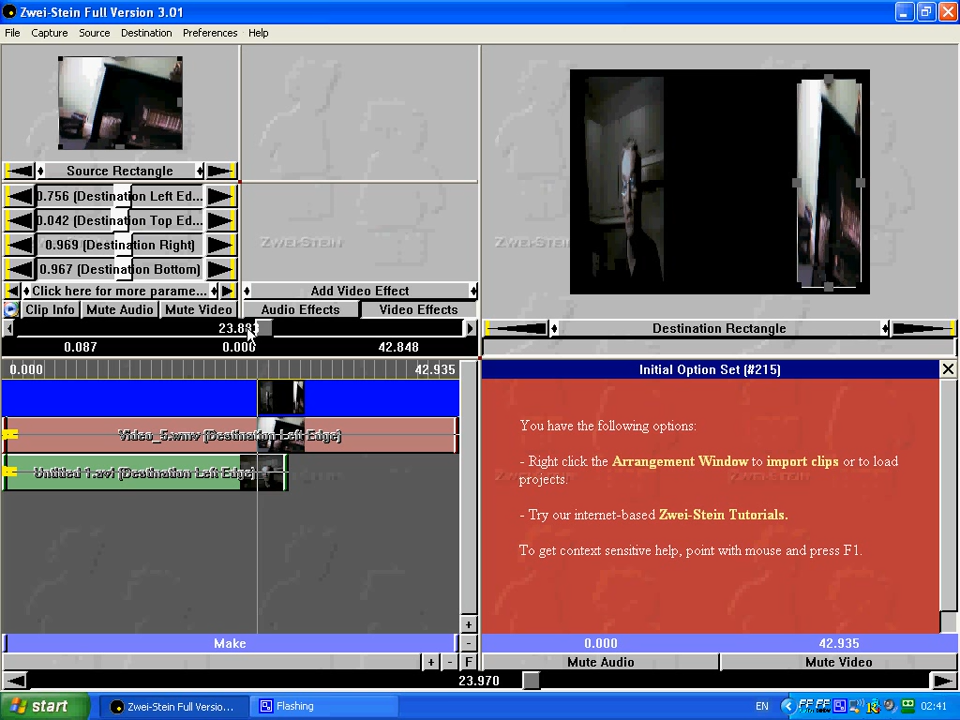 Zwei-Stein Full Version 3.01
File Capture Source Destination Preferences Help
Source Rectangle
0.756 (Destination Left Ed...
0.042 (Destination Top Ed...
0.969 (Destination Right)
0.967 (Destination Bottom)
Click here for more parame...
Clip Info Mute Audio Mute Video
23.883
0.087 0.000 42.848
ZWEI-STEIN
Add Video Effect
Audio Effects Video Effects
ZWEI-STEIN
Destination Rectangle
0.000 42.935
Video_5.wmv (Destination Left Edge)
Untitled 1.avi (Destination Left Edge)
Make
+ - F
+
-
Initial Option Set (#215)
You have the following options:
- Right click the Arrangement Window to import clips or to load
projects.
- Try our internet-based Zwei-Stein Tutorials.
To get context sensitive help, point with mouse and press F1.
0.000 42.935
Mute Audio Mute Video
23.970
start
Zwei-Stein Full Versio...
Flashing
EN
02:41